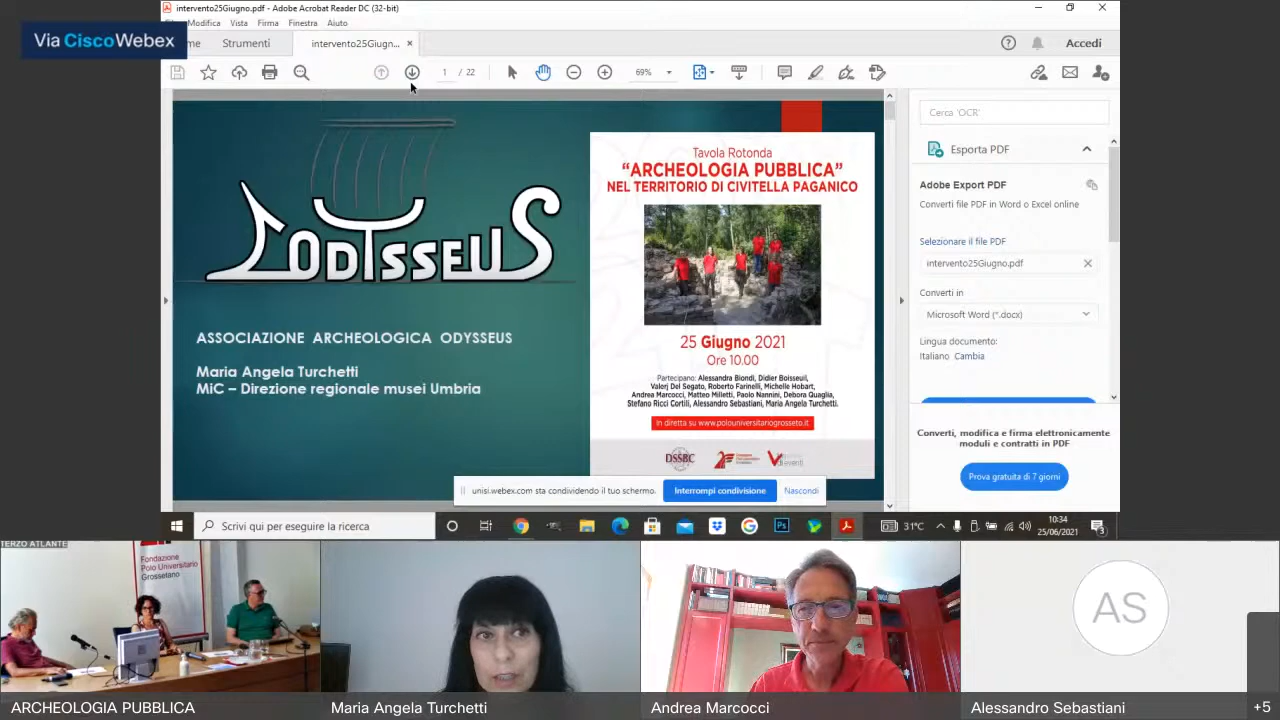 intervento25Giugno.pdf - Adobe Acrobat Reader DC (32-bit)
Modifica Vista Firma Finestra Aiuto
Via CiscoWebex
me Strumenti intervento25Giugn... × Accedi
1 / 22 69%
Cerca 'OCR'
Esporta PDF
Adobe Export PDF
Converti file PDF in Word o Excel online
Selezionare il file PDF
intervento25Giugno.pdf
Converti in
Microsoft Word (*.docx)
Lingua documento:
Italiano Cambia
Converti, modifica e firma elettronicamente
moduli e contratti in PDF
Prova gratuita di 7 giorni
ODYSSEUS
ASSOCIAZIONE ARCHEOLOGICA ODYSSEUS
Maria Angela Turchetti
MiC – Direzione regionale musei Umbria
Tavola Rotonda
“ARCHEOLOGIA PUBBLICA”
NEL TERRITORIO DI CIVITELLA PAGANICO
25 Giugno 2021
Ore 10.00
Partecipano: Alessandra Biondi, Didier Boisseuil,
Valerj Del Segato, Roberto Farinelli, Michelle Hobart,
Andrea Marcocci, Matteo Milletti, Paolo Nannini, Debora Quaglia,
Stefano Ricci Cortili, Alessandro Sebastiani, Maria Angela Turchetti.
In diretta su www.polouniversitariogrosseto.it
DSSBC
unisi.webex.com sta condividendo il tuo schermo. Interrompi condivisione Nascondi
Scrivi qui per eseguire la ricerca
Ps
31°C
10:34
25/06/2021
3
TERZO ATLANTE
Fondazione
Polo Universitario
Grossetano
AS
ARCHEOLOGIA PUBBLICA
Maria Angela Turchetti
Andrea Marcocci
Alessandro Sebastiani
+5